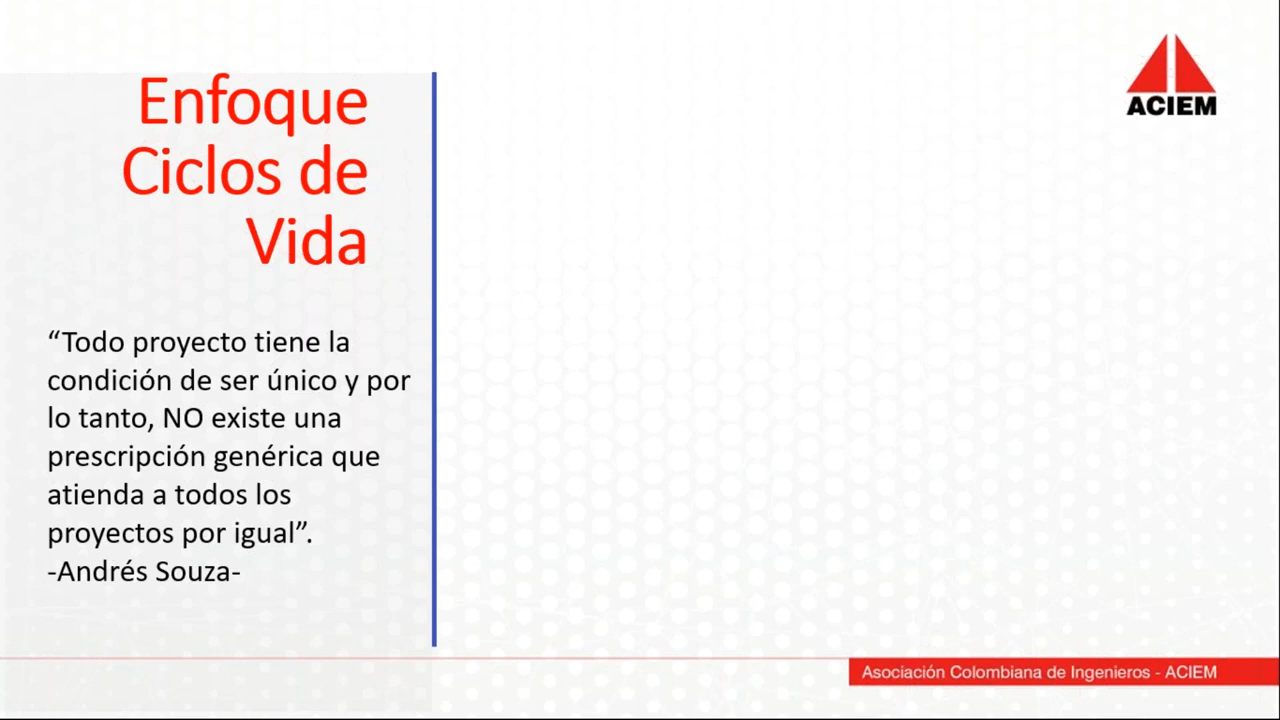 Enfoque
Ciclos de
Vida
“Todo proyecto tiene la
condición de ser único y por
lo tanto, NO existe una
prescripción genérica que
atienda a todos los
proyectos por igual”.
-Andrés Souza-
ACIEM
Asociación Colombiana de Ingenieros - ACIEM